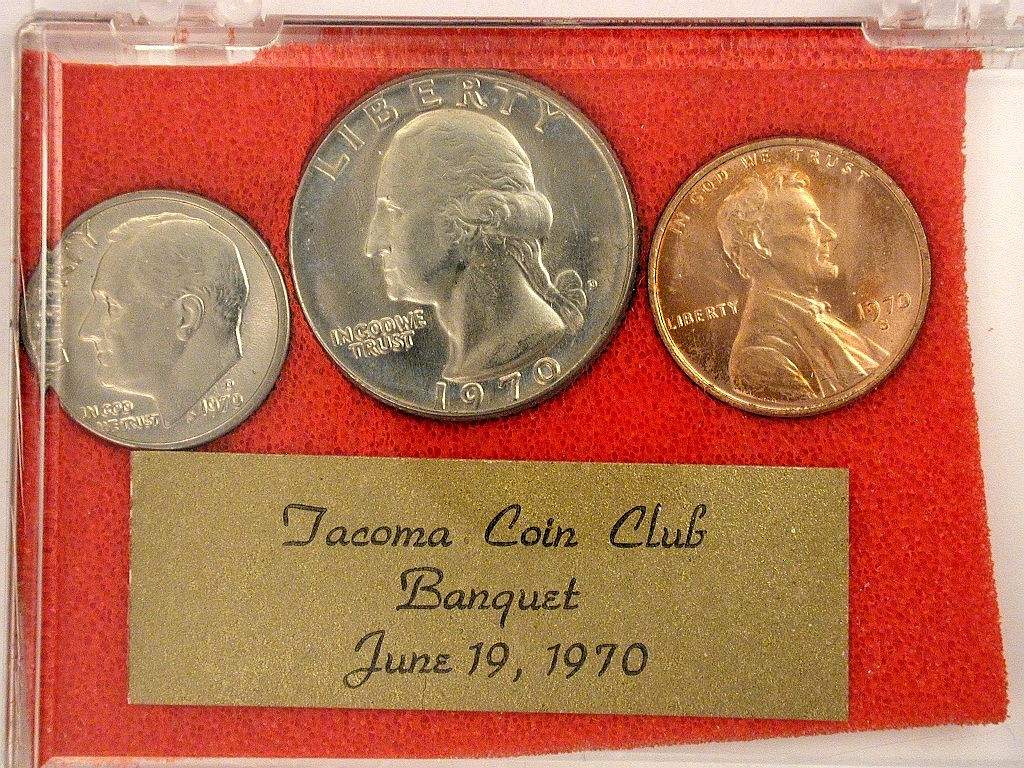 LIBERTY
IN GOD WE
TRUST
1970
D
IN GOD
WE TRUST
1970
D
IN GOD WE TRUST
LIBERTY
1970
S
Tacoma Coin Club
Banquet
June 19, 1970